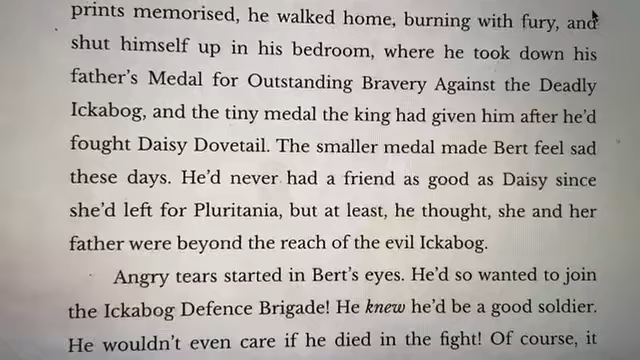 prints memorised, he walked home, burning with fury, and
shut himself up in his bedroom, where he took down his
father's Medal for Outstanding Bravery Against the Deadly
Ickabog, and the tiny medal the king had given him after he'd
fought Daisy Dovetail. The smaller medal made Bert feel sad
these days. He'd never had a friend as good as Daisy since
she'd left for Pluritania, but at least, he thought, she and her
father were beyond the reach of the evil Ickabog.
Angry tears started in Bert's eyes. He'd so wanted to join
the Ickabog Defence Brigade! He knew he'd be a good soldier.
He wouldn't even care if he died in the fight! Of course, it